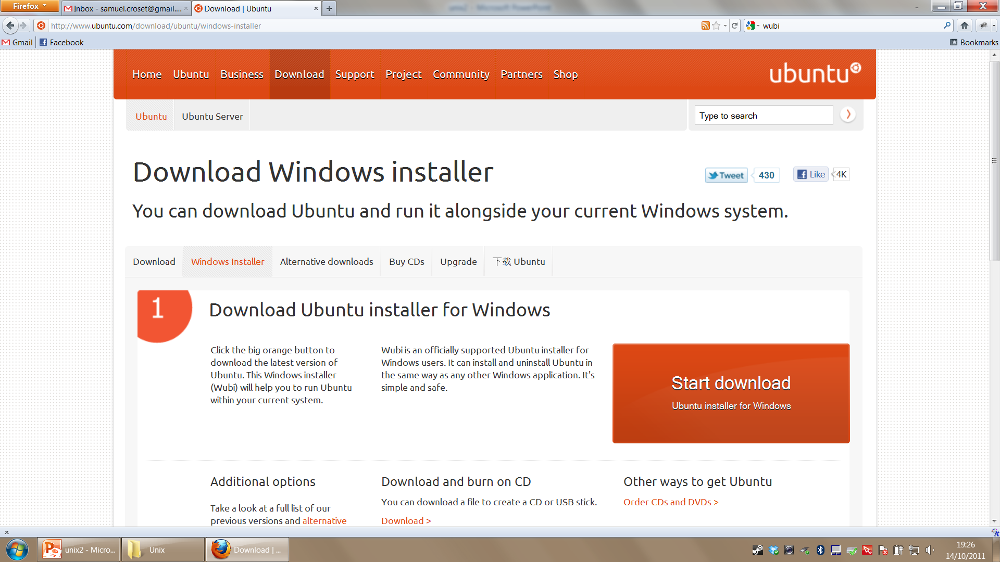 Firefox
Inbox - samuel.croset@gmail....
Download | Ubuntu
http://www.ubuntu.com/download/ubuntu/windows-installer
wubi
Gmail
Facebook
Bookmarks
Home
Ubuntu
Business
Download
Support
Project
Community
Partners
Shop
ubuntu
Ubuntu
Ubuntu Server
Type to search
Download Windows installer
Tweet
430
Like
4K
You can download Ubuntu and run it alongside your current Windows system.
Download
Windows Installer
Alternative downloads
Buy CDs
Upgrade
下载 Ubuntu
1
Download Ubuntu installer for Windows
Click the big orange button to
download the latest version of
Ubuntu. This Windows installer
(Wubi) will help you to run Ubuntu
within your current system.
Wubi is an officially supported Ubuntu installer for
Windows users. It can install and uninstall Ubuntu in
the same way as any other Windows application. It's
simple and safe.
Start download
Ubuntu installer for Windows
Additional options
Take a look at a full list of our
previous versions and alternative
Download and burn on CD
You can download a file to create a CD or USB stick.
Download >
Other ways to get Ubuntu
Order CDs and DVDs >
unix2 - Micro...
Unix
Download | ...
19:26
14/10/2011